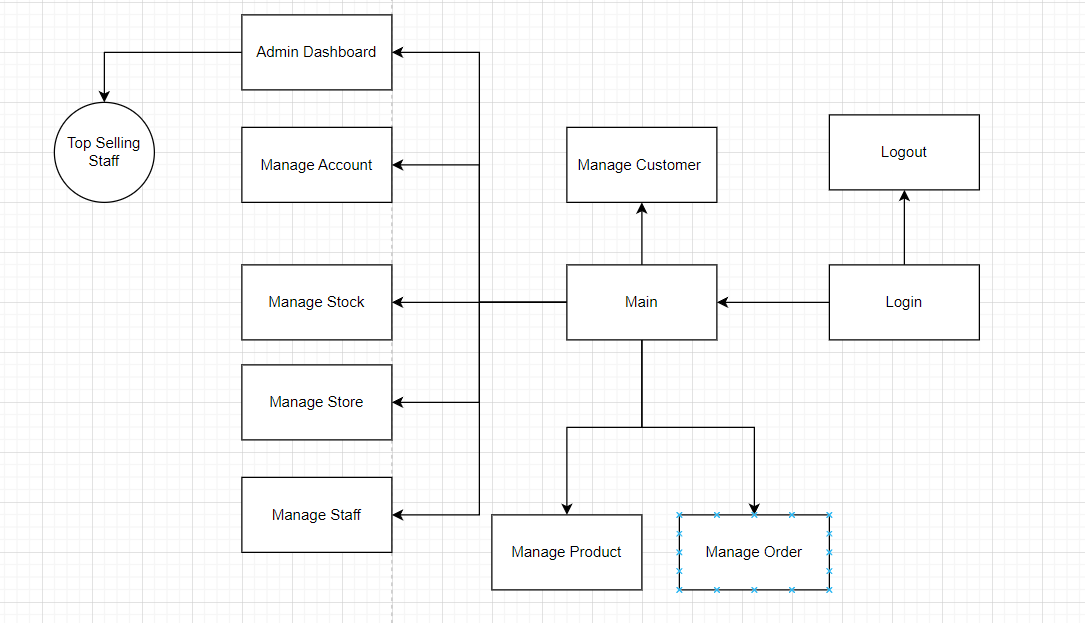 Admin Dashboard
Top Selling
Staff
Manage Account
Manage Customer
Logout
Manage Stock
Main
Login
Manage Store
Manage Staff
Manage Product
Manage Order